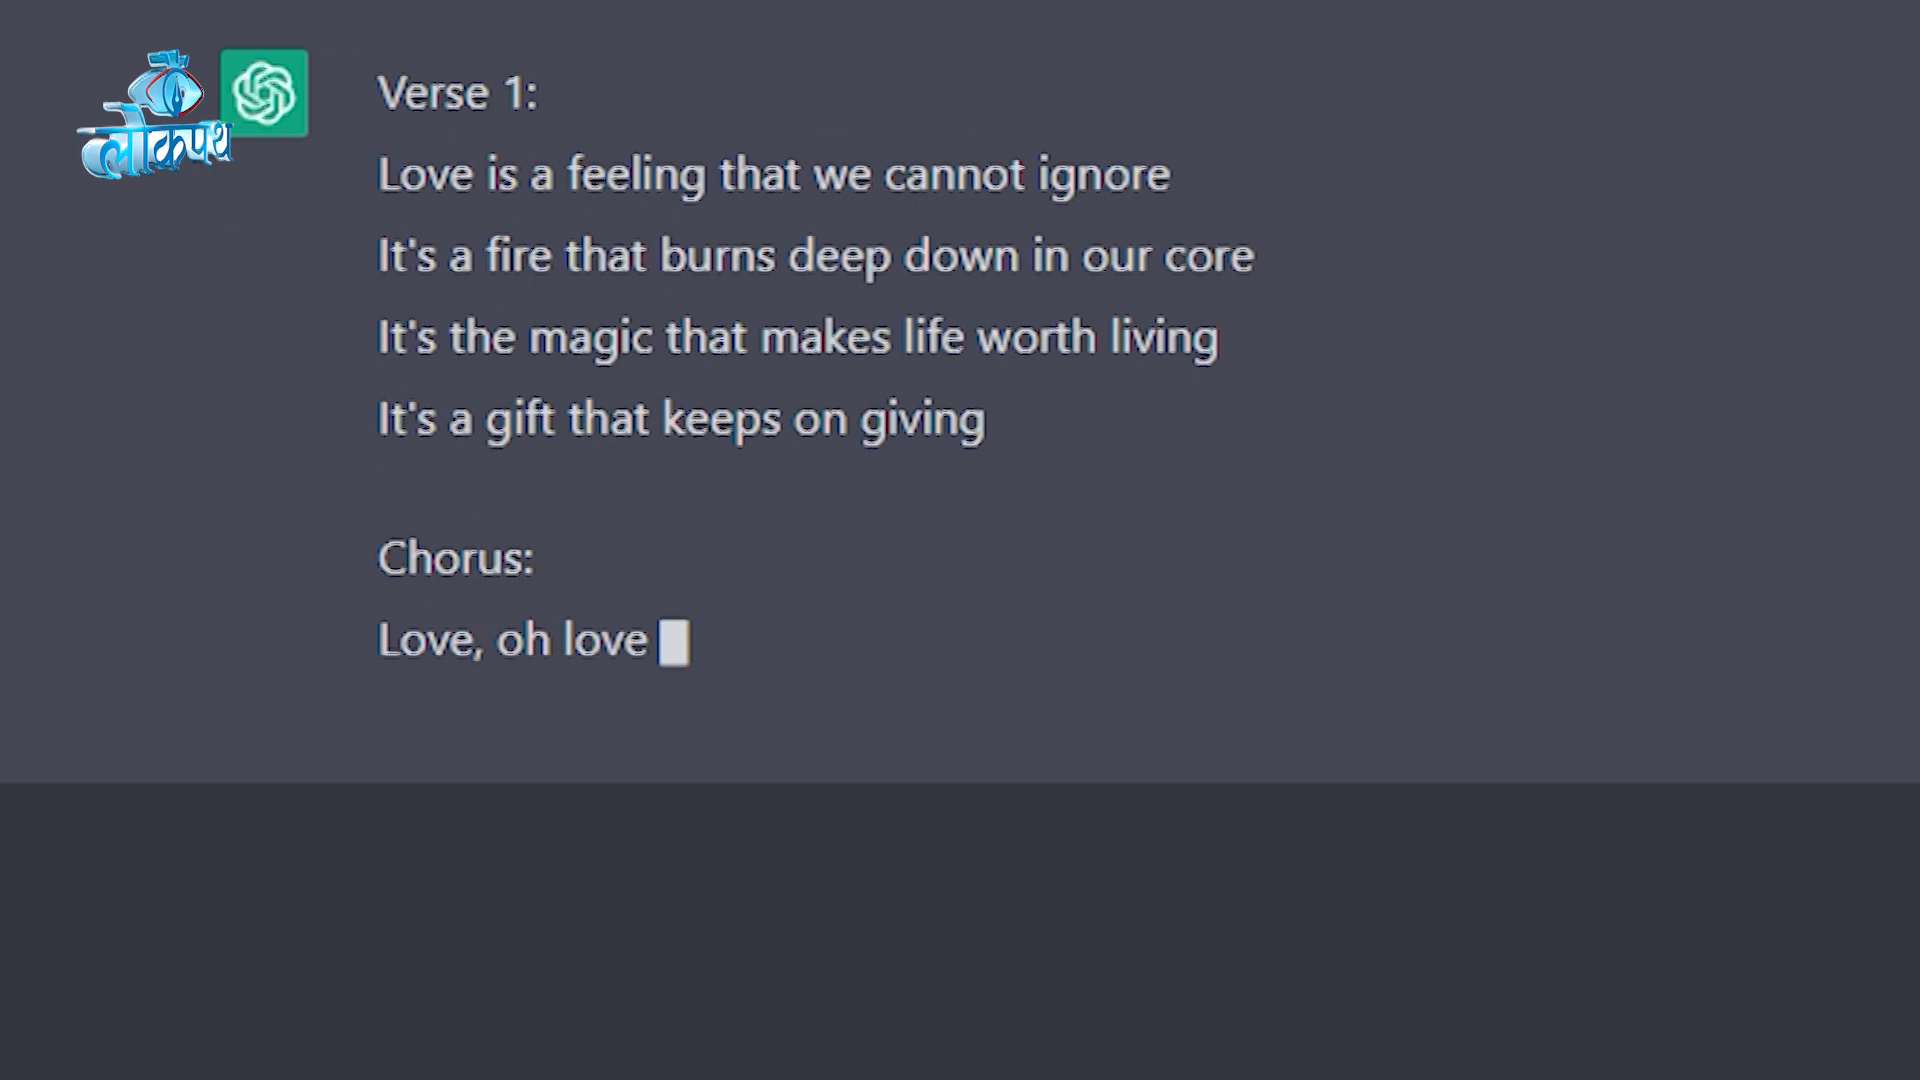 लोकपथ
Verse 1:
Love is a feeling that we cannot ignore
It's a fire that burns deep down in our core
It's the magic that makes life worth living
It's a gift that keeps on giving
Chorus:
Love, oh love